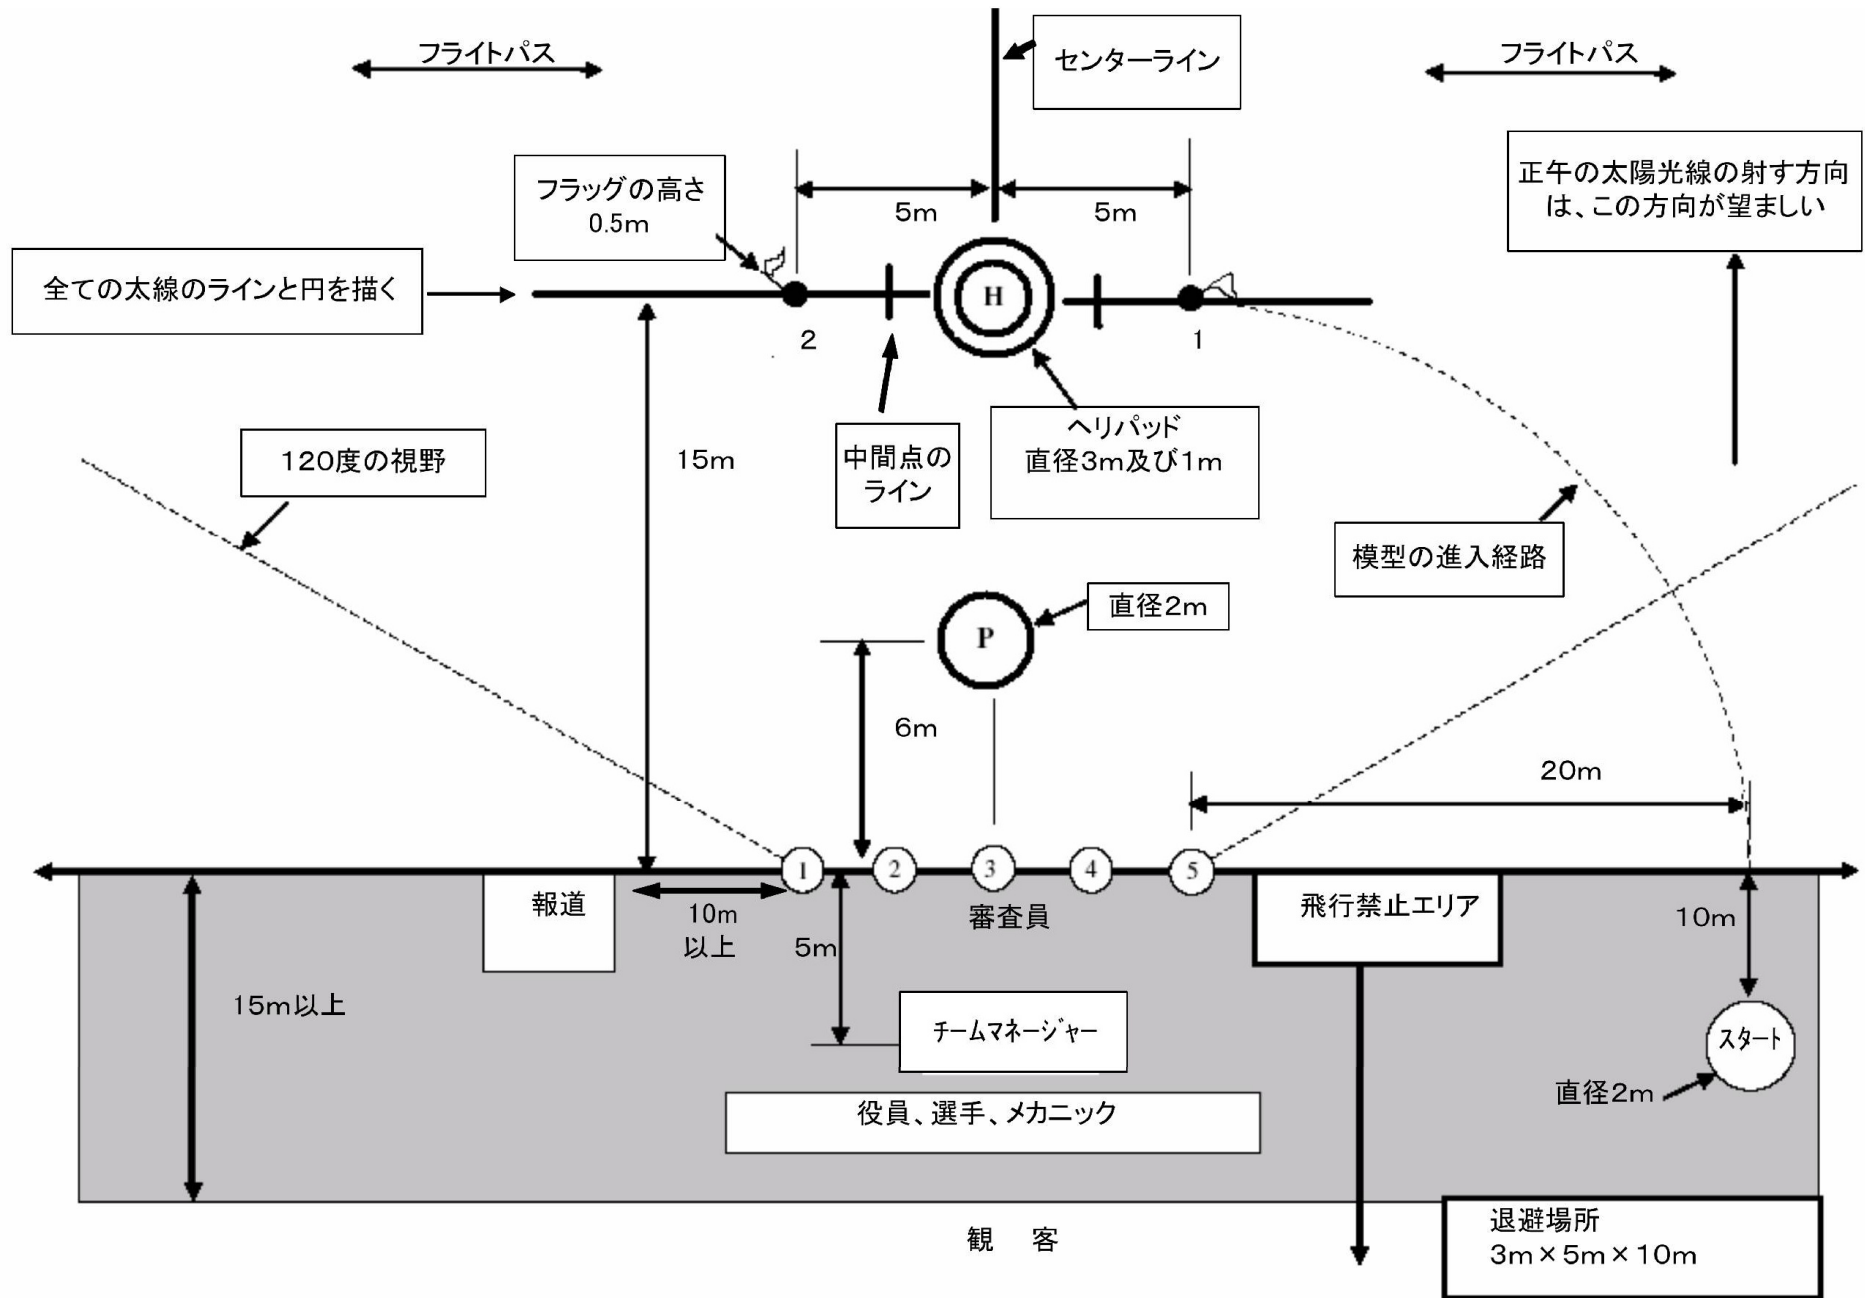 フライトパス
センターライン
フライトパス
フラッグの高さ
0.5m
5m
5m
正午の太陽光線の射す方向
は、この方向が望ましい
全ての太線のラインと円を描く
H
2
1
120度の視野
15m
中間点の
ライン
ヘリパッド
直径3m及び1m
模型の進入経路
直径2m
P
6m
20m
1
2
3
4
5
報道
10m
以上
審査員
飛行禁止エリア
10m
5m
15m以上
チームマネージャー
スタート
直径2m
役員、選手、メカニック
観 客
退避場所
3m×5m×10m